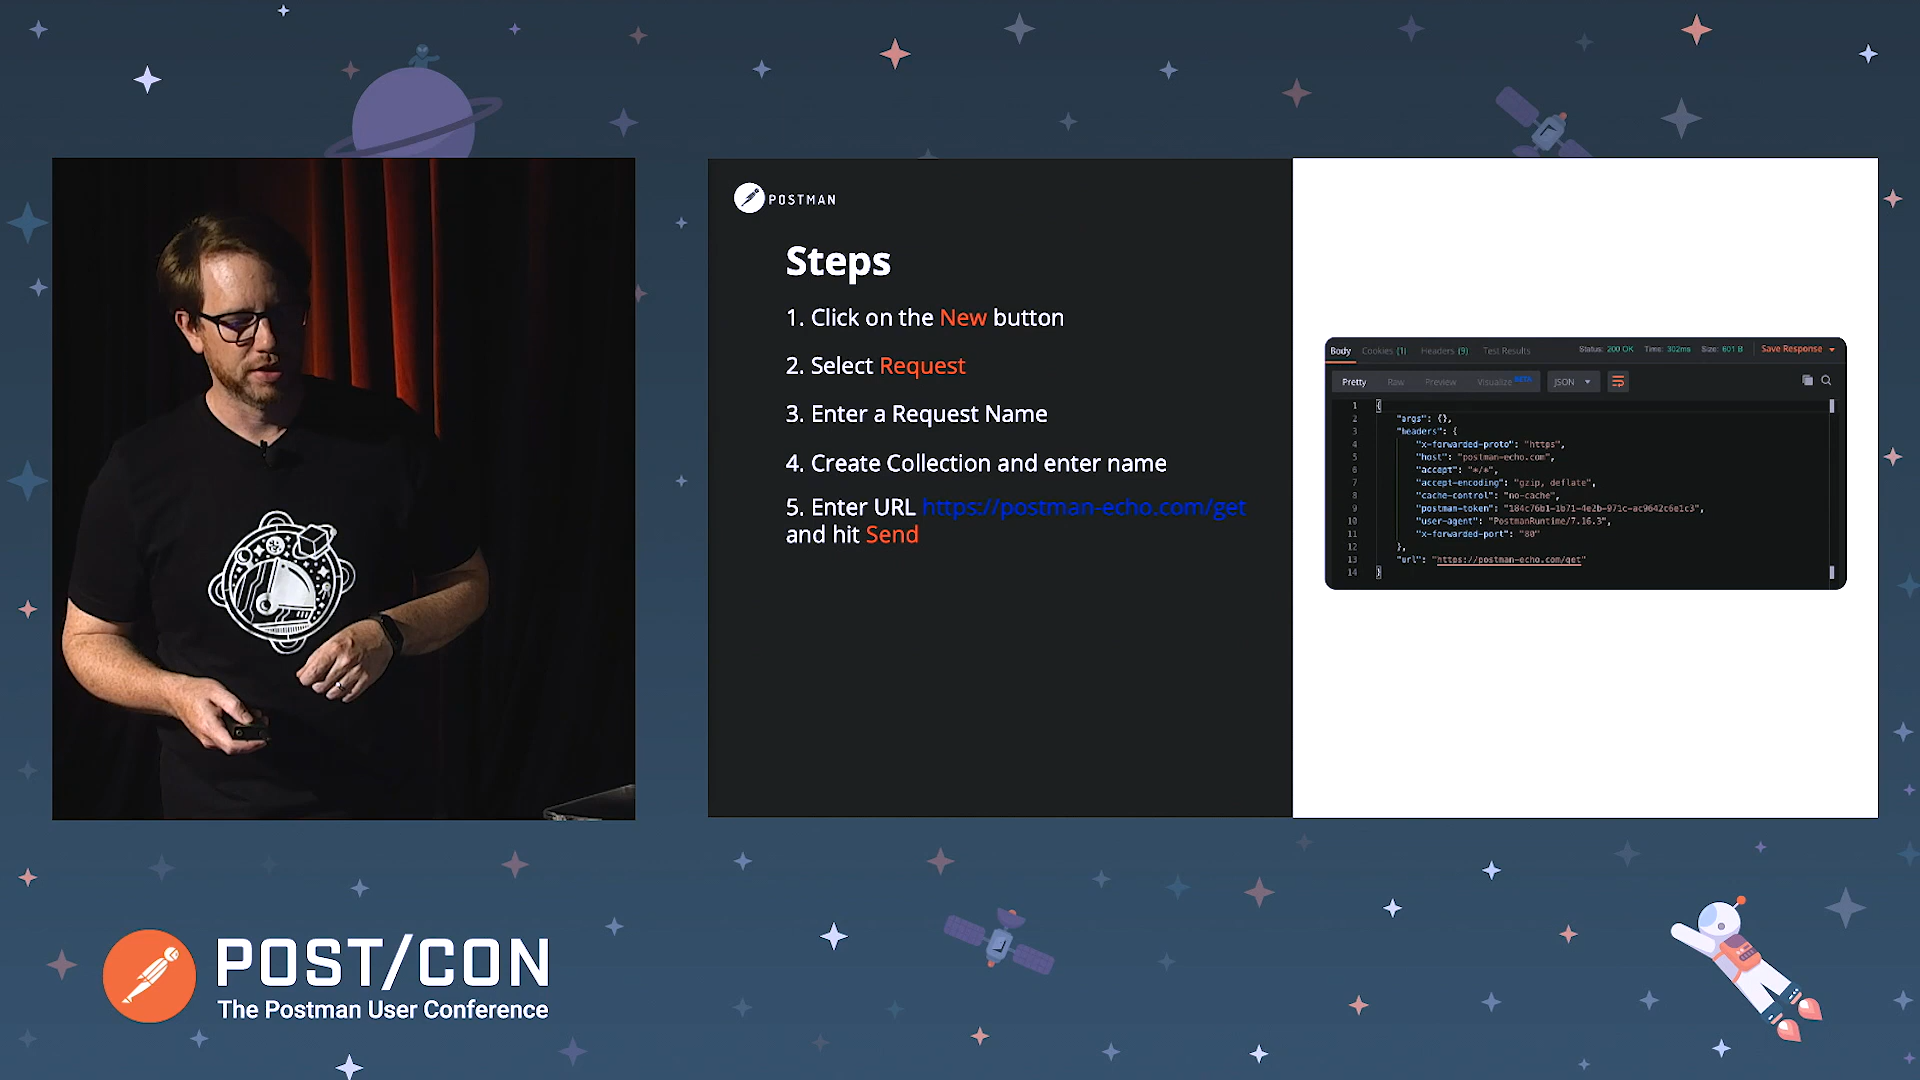 POSTMAN
Steps
1. Click on the New button
2. Select Request
3. Enter a Request Name
4. Create Collection and enter name
5. Enter URL https://postman-echo.com/get
and hit Send
Body Cookies (1) Headers (9) Test Results Status: 200 OK Time: 302ms Size: 601 B Save Response
Pretty Raw Preview Visualize BETA JSON
1 {
2 "args": {},
3 "headers": {
4 "x-forwarded-proto": "https",
5 "host": "postman-echo.com",
6 "accept": "*/*",
7 "accept-encoding": "gzip, deflate",
8 "cache-control": "no-cache",
9 "postman-token": "184c76b1-1b71-4e2b-971c-ac9642c6e1c3",
10 "user-agent": "PostmanRuntime/7.16.3",
11 "x-forwarded-port": "80"
12 },
13 "url": "https://postman-echo.com/get"
14 }
POST/CON
The Postman User Conference